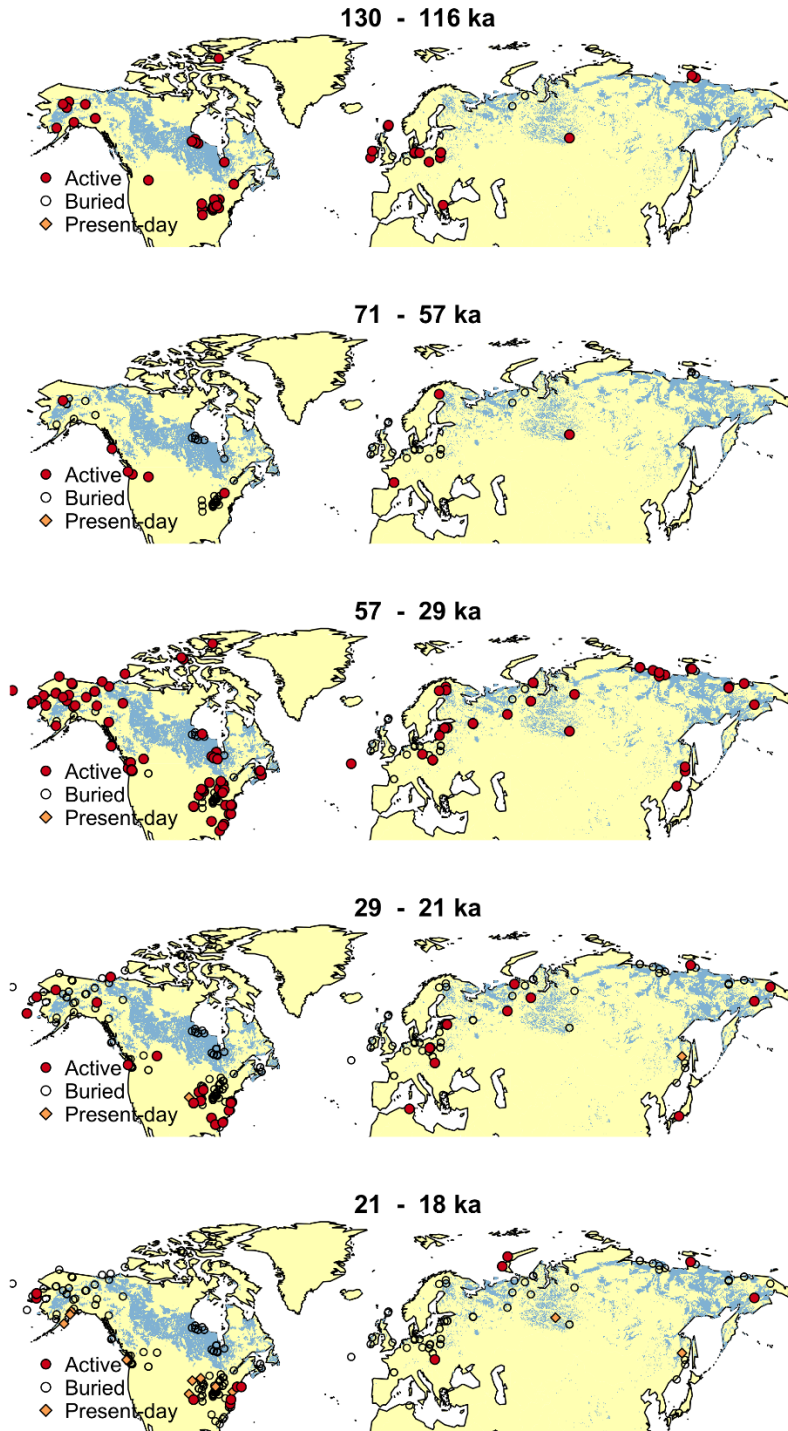 130 - 116 ka
Active
Buried
Present-day
71 - 57 ka
Active
Buried
Present-day
57 - 29 ka
Active
Buried
Present-day
29 - 21 ka
Active
Buried
Present-day
21 - 18 ka
Active
Buried
Present-day